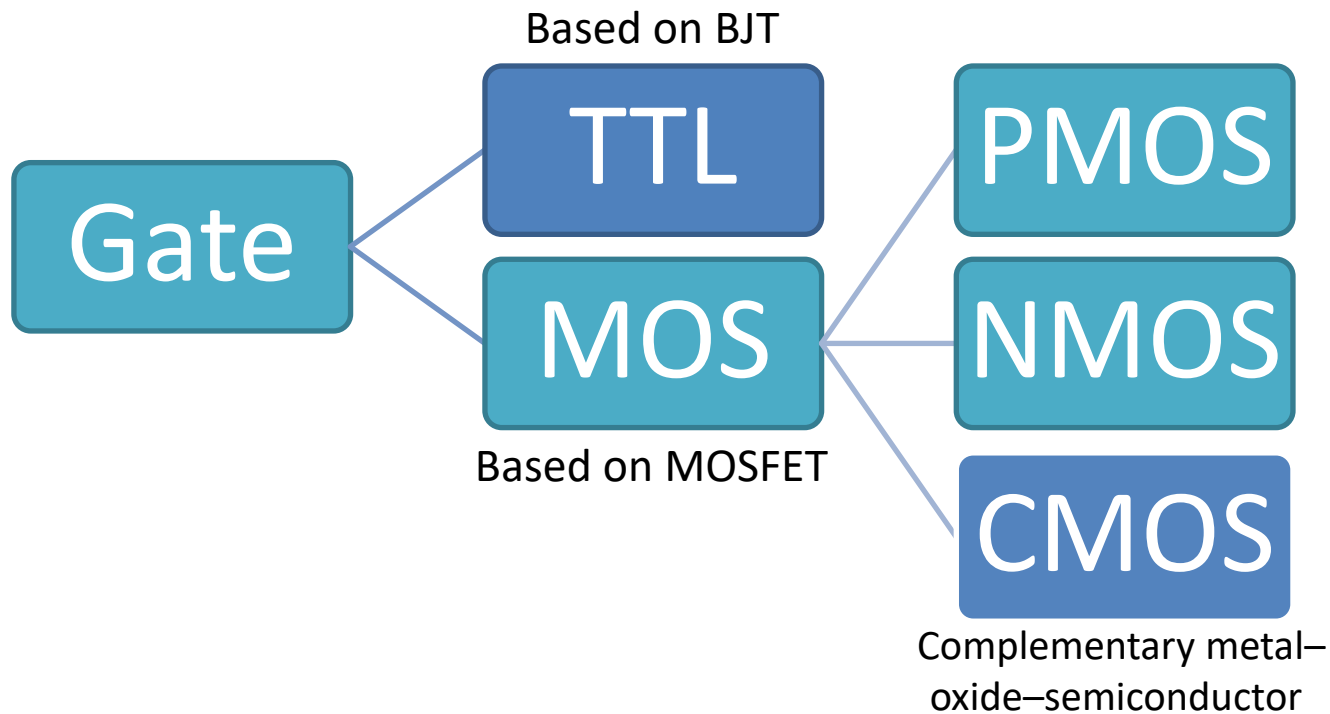 Based on BJT
TTL
PMOS
Gate
MOS
NMOS
Based on MOSFET
CMOS
Complementary metal–
oxide–semiconductor